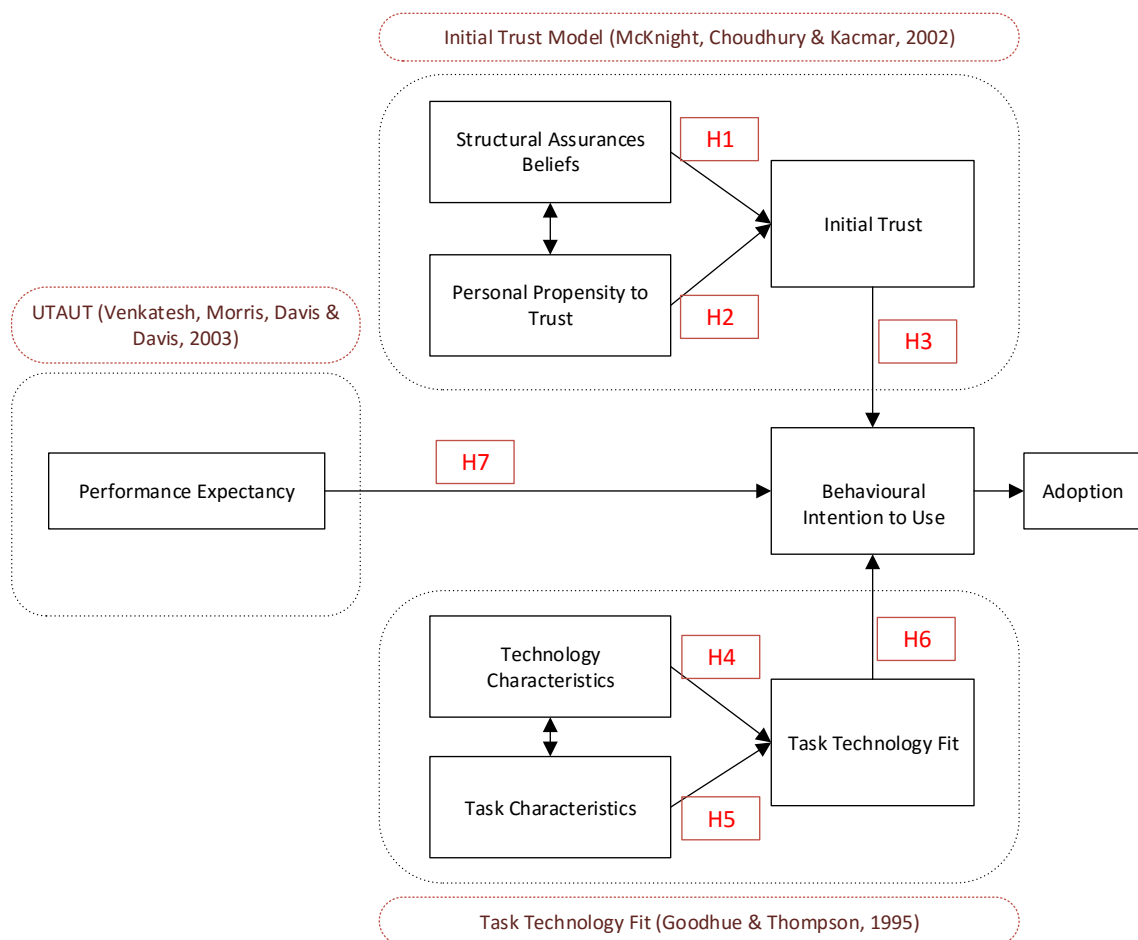 Initial Trust Model (McKnight, Choudhury & Kacmar, 2002)
Structural Assurances
Beliefs
H1
Initial Trust
Personal Propensity to
Trust
H2
H3
UTAUT (Venkatesh, Morris, Davis &
Davis, 2003)
Performance Expectancy
H7
Behavioural
Intention to Use
Adoption
Technology
Characteristics
H4
H6
Task Technology Fit
Task Characteristics
H5
Task Technology Fit (Goodhue & Thompson, 1995)